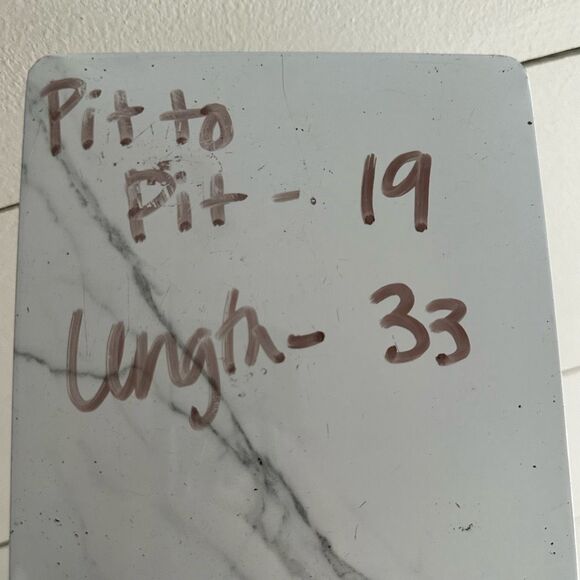 Pit to
Pit - 19
Length - 33